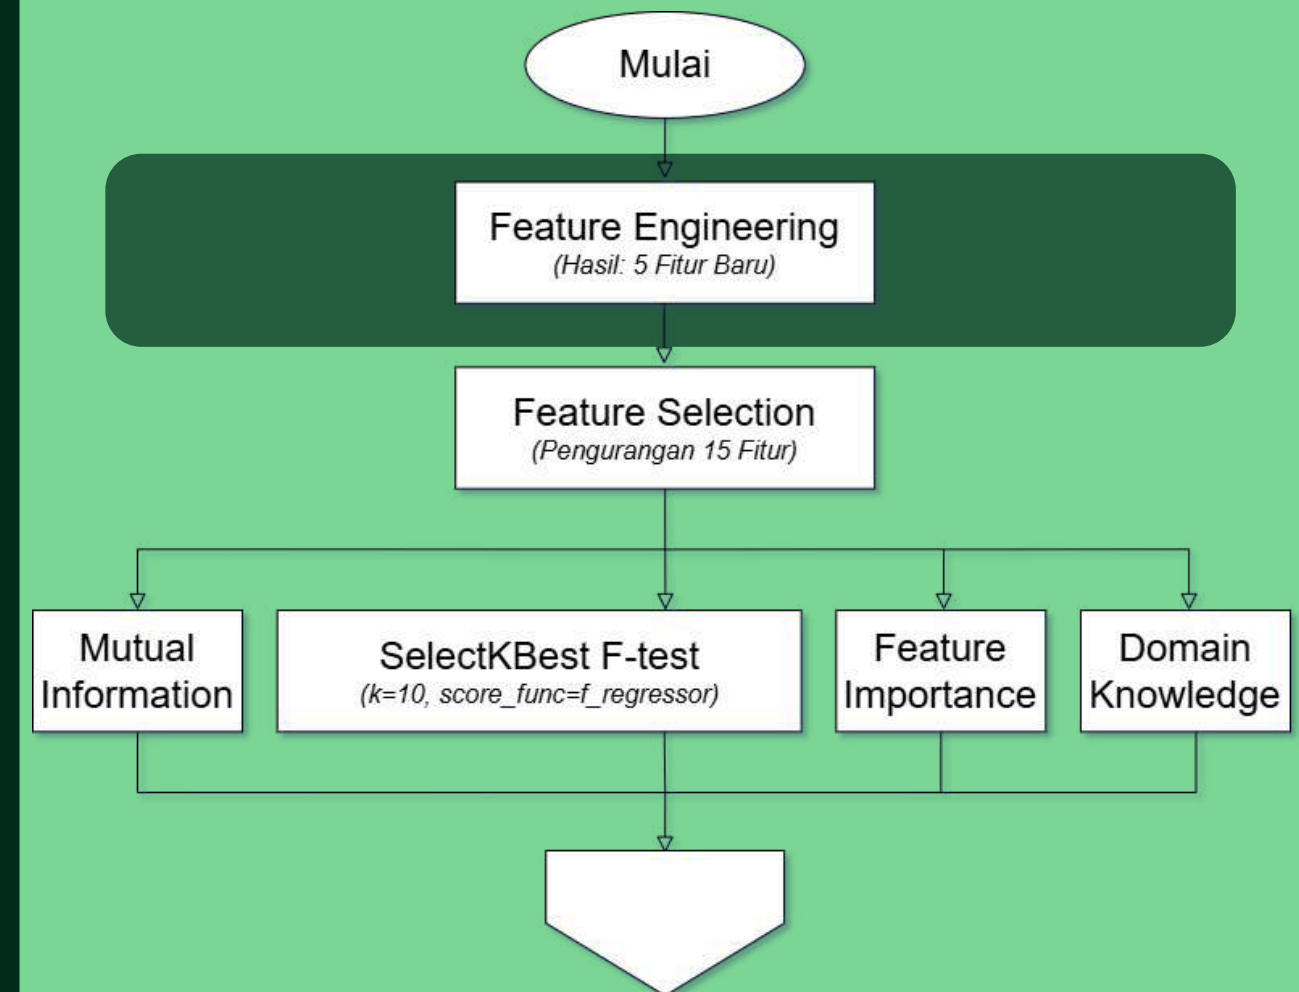 Mulai
Feature Engineering
(Hasil: 5 Fitur Baru)
Feature Selection
(Pengurangan 15 Fitur)
Mutual
Information
SelectKBest F-test
(k=10, score_func=f_regressor)
Feature
Importance
Domain
Knowledge